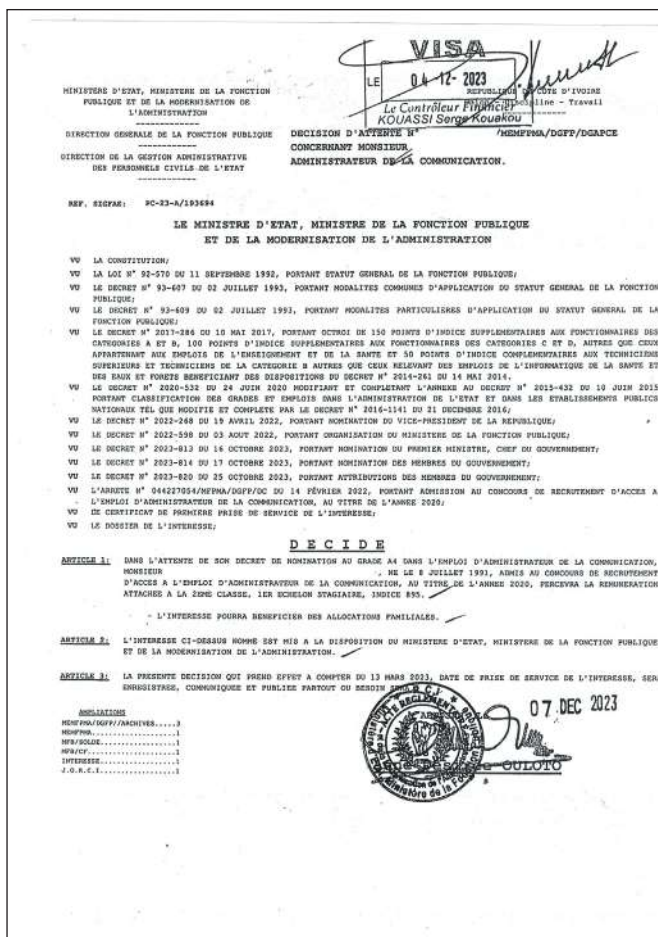 VISA
LE 04-12-2023
Le Contrôleur Financier
KOUASSI Serge Kouakou
MINISTERE D'ETAT, MINISTERE DE LA FONCTION
PUBLIQUE ET DE LA MODERNISATION DE
L'ADMINISTRATION
-------------
DIRECTION GENERALE DE LA FONCTION PUBLIQUE
------------
DIRECTION DE LA GESTION ADMINISTRATIVE
DES PERSONNELS CIVILS DE L'ETAT
-------------
REPUBLIQUE DE CÔTE D'IVOIRE
Discipline - Travail
DECISION D'ATTENTE N° /MEMFPMA/DGFP/DGAPCE
CONCERNANT MONSIEUR
ADMINISTRATEUR DE LA COMMUNICATION.
REF. SIGFAE: PC-23-A/193694
LE MINISTRE D'ETAT, MINISTRE DE LA FONCTION PUBLIQUE
ET DE LA MODERNISATION DE L'ADMINISTRATION
VU LA CONSTITUTION;
VU LA LOI N° 92-570 DU 11 SEPTEMBRE 1992, PORTANT STATUT GENERAL DE LA FONCTION PUBLIQUE;
VU LE DECRET N° 93-607 DU 02 JUILLET 1993, PORTANT MODALITES COMMUNES D'APPLICATION DU STATUT GENERAL DE LA FONCTION
PUBLIQUE;
VU LE DECRET N° 93-609 DU 02 JUILLET 1993, PORTANT MODALITES PARTICULIERES D'APPLICATION DU STATUT GENERAL DE LA
FONCTION PUBLIQUE;
VU LE DECRET N° 2017-286 DU 10 MAI 2017, PORTANT OCTROI DE 150 POINTS D'INDICE SUPPLEMENTAIRES AUX FONCTIONNAIRES DES
CATEGORIES A ET B, 100 POINTS D'INDICE SUPPLEMENTAIRES AUX FONCTIONNAIRES DES CATEGORIES C ET D, AUTRES QUE CEUX
APPARTENANT AUX EMPLOIS DE L'ENSEIGNEMENT ET DE LA SANTE ET 50 POINTS D'INDICE COMPLEMENTAIRES AUX TECHNICIENS
SUPERIEURS ET TECHNICIENS DE LA CATEGORIE B AUTRES QUE CEUX RELEVANT DES EMPLOIS DE L'INFORMATIQUE DE LA SANTE ET
DES EAUX ET FORETS BENEFICIANT DES DISPOSITIONS DU DECRET N° 2014-261 DU 14 MAI 2014.
VU LE DECRET N° 2020-532 DU 24 JUIN 2020 MODIFIANT ET COMPLETANT L'ANNEXE AU DECRET N° 2015-432 DU 10 JUIN 2015
PORTANT CLASSIFICATION DES GRADES ET EMPLOIS DANS L'ADMINISTRATION DE L'ETAT ET DANS LES ETABLISSEMENTS PUBLICS
NATIONAUX TEL QUE MODIFIE ET COMPLETE PAR LE DECRET N° 2016-1141 DU 21 DECEMBRE 2016;
VU LE DECRET N° 2022-268 DU 19 AVRIL 2022, PORTANT NOMINATION DU VICE-PRESIDENT DE LA REPUBLIQUE;
VU LE DECRET N° 2022-598 DU 03 AOUT 2022, PORTANT ORGANISATION DU MINISTERE DE LA FONCTION PUBLIQUE;
VU LE DECRET N° 2023-813 DU 16 OCTOBRE 2023, PORTANT NOMINATION DU PREMIER MINISTRE, CHEF DU GOUVERNEMENT;
VU LE DECRET N° 2023-814 DU 17 OCTOBRE 2023, PORTANT NOMINATION DES MEMBRES DU GOUVERNEMENT;
VU LE DECRET N° 2023-820 DU 25 OCTOBRE 2023, PORTANT ATTRIBUTIONS DES MEMBRES DU GOUVERNEMENT;
VU L'ARRETE N° 044227054/MFPMA/DGFP/DC DU 14 FÉVRIER 2022, PORTANT ADMISSION AU CONCOURS DE RECRUTEMENT D'ACCES A
L'EMPLOI D'ADMINISTRATEUR DE LA COMMUNICATION, AU TITRE DE L'ANNEE 2020;
VU LE CERTIFICAT DE PREMIERE PRISE DE SERVICE DE L'INTERESSE;
VU LE DOSSIER DE L'INTERESSE;
D E C I D E
ARTICLE 1: DANS L'ATTENTE DE SON DECRET DE NOMINATION AU GRADE A4 DANS L'EMPLOI D'ADMINISTRATEUR DE LA COMMUNICATION,
MONSIEUR , NE LE 8 JUILLET 1991, ADMIS AU CONCOURS DE RECRUTEMENT
D'ACCES A L'EMPLOI D'ADMINISTRATEUR DE LA COMMUNICATION, AU TITRE DE L'ANNEE 2020, PERCEVRA LA REMUNERATION
ATTACHEE A LA 2EME CLASSE, 1ER ECHELON STAGIAIRE, INDICE 895.
- L'INTERESSE POURRA BENEFICIER DES ALLOCATIONS FAMILIALES.
ARTICLE 2: L'INTERESSE CI-DESSUS NOMME EST MIS A LA DISPOSITION DU MINISTERE D'ETAT, MINISTERE DE LA FONCTION PUBLIQUE
ET DE LA MODERNISATION DE L'ADMINISTRATION.
ARTICLE 3: LA PRESENTE DECISION QUI PREND EFFET A COMPTER DU 13 MARS 2023, DATE DE PRISE DE SERVICE DE L'INTERESSE, SERA
ENREGISTREE, COMMUNIQUEE ET PUBLIEE PARTOUT OU BESOIN
07 DEC 2023
AMPLIATIONS
MEMFPMA/DGFP//ARCHIVES.....3
MEMFPMA....................1
MFB/SOLDE..................1
MFB/CF.....................1
INTERESSE..................1
J.O.R.C.I..................1
OULOTO